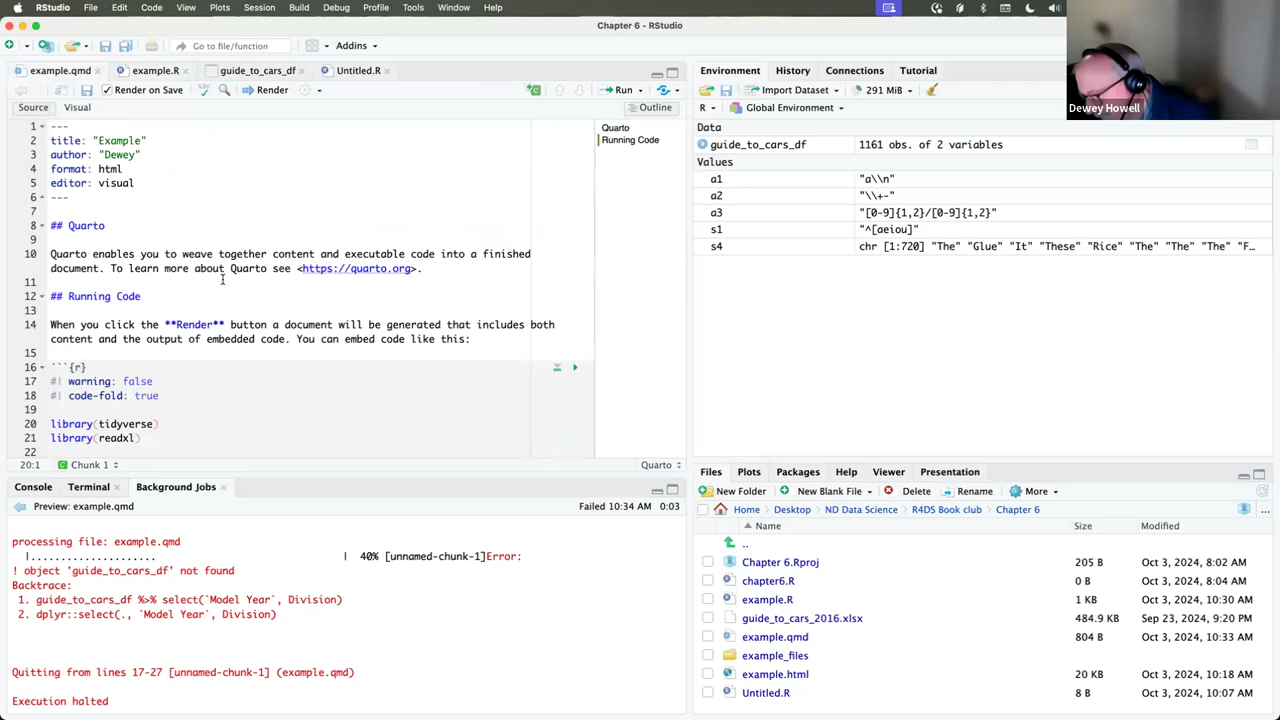 RStudio File Edit Code View Plots Session Build Debug Profile Tools Window Help
Chapter 6 - RStudio
Go to file/function Addins
example.qmd example.R guide_to_cars_df Untitled.R
Render on Save Render Run
Source Visual Outline
1 ---
2 title: "Example"
3 author: "Dewey"
4 format: html
5 editor: visual
6 ---
7
8 ## Quarto
9
10 Quarto enables you to weave together content and executable code into a finished
document. To learn more about Quarto see <https://quarto.org>.
11
12 ## Running Code
13
14 When you click the **Render** button a document will be generated that includes both
content and the output of embedded code. You can embed code like this:
15
16 ```{r}
17 #| warning: false
18 #| code-fold: true
19
20 library(tidyverse)
21 library(readxl)
22
20:1 Chunk 1 Quarto
Quarto
Running Code
Console Terminal Background Jobs
Preview: example.qmd Failed 10:34 AM 0:03
processing file: example.qmd
|..................... | 40% [unnamed-chunk-1]Error:
! object 'guide_to_cars_df' not found
Backtrace:
1. guide_to_cars_df %>% select(`Model Year`, Division)
2. dplyr::select(., `Model Year`, Division)
Quitting from lines 17-27 [unnamed-chunk-1] (example.qmd)
Execution halted
Environment History Connections Tutorial
Import Dataset 291 MiB
R Global Environment
Data
guide_to_cars_df 1161 obs. of 2 variables
Values
a1 "a\\n"
a2 "\\+-"
a3 "[0-9]{1,2}/[0-9]{1,2}"
s1 "^[aeiou]"
s4 chr [1:720] "The" "Glue" "It" "These" "Rice" "The" "The" "The" "F…
Dewey Howell
Files Plots Packages Help Viewer Presentation
New Folder New Blank File Delete Rename More
Home Desktop ND Data Science R4DS Book club Chapter 6
Name Size Modified
..
Chapter 6.Rproj 205 B Oct 3, 2024, 8:02 AM
chapter6.R 0 B Oct 3, 2024, 8:04 AM
example.R 1 KB Oct 3, 2024, 10:30 AM
guide_to_cars_2016.xlsx 484.9 KB Sep 23, 2024, 9:20 PM
example.qmd 804 B Oct 3, 2024, 10:33 AM
example_files
example.html 20 KB Oct 3, 2024, 10:18 AM
Untitled.R 8 B Oct 3, 2024, 10:07 AM